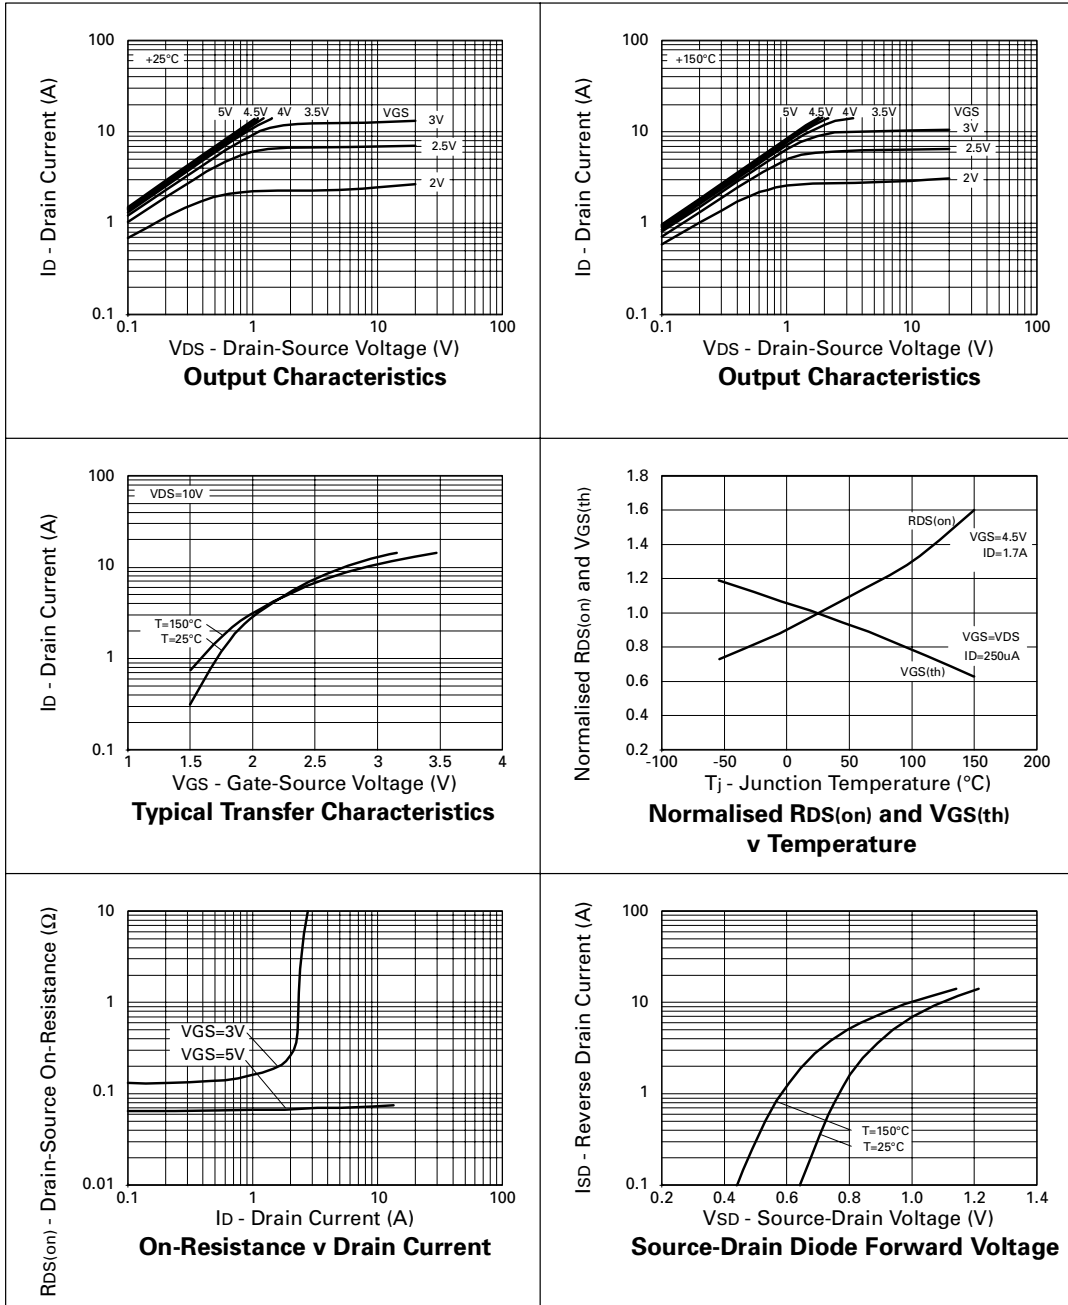 100
+25°C
10
5V 4.5V 4V 3.5V VGS
3V
2.5V
2V
1
0.1
0.1 1 10 100
ID - Drain Current (A)
VDS - Drain-Source Voltage (V)
Output Characteristics
100
+150°C
10
5V 4.5V 4V 3.5V VGS
3V
2.5V
2V
1
0.1
0.1 1 10 100
ID - Drain Current (A)
VDS - Drain-Source Voltage (V)
Output Characteristics
100
VDS=10V
10
T=150°C
T=25°C
1
0.1
1 1.5 2 2.5 3 3.5 4
ID - Drain Current (A)
VGS - Gate-Source Voltage (V)
Typical Transfer Characteristics
1.8
1.6
RDS(on)
VGS=4.5V
ID=1.7A
1.4
1.2
1.0
VGS=VDS
ID=250uA
0.8
VGS(th)
0.6
0.4
0.2
-100 -50 0 50 100 150 200
Normalised RDS(on) and VGS(th)
Tj - Junction Temperature (°C)
Normalised RDS(on) and VGS(th)
v Temperature
10
1
VGS=3V
VGS=5V
0.1
0.01
0.1 1 10 100
RDS(on) - Drain-Source On-Resistance (Ω)
ID - Drain Current (A)
On-Resistance v Drain Current
100
10
1
T=150°C
T=25°C
0.1
0.2 0.4 0.6 0.8 1.0 1.2 1.4
ISD - Reverse Drain Current (A)
VSD - Source-Drain Voltage (V)
Source-Drain Diode Forward Voltage